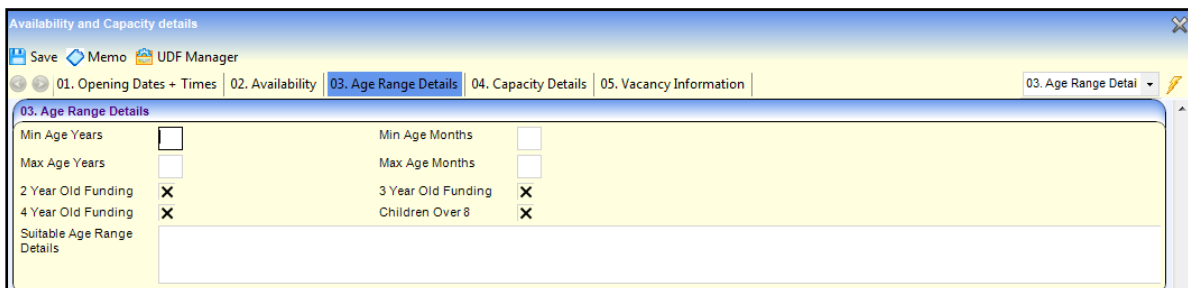 Availability and Capacity details
Save Memo UDF Manager
01. Opening Dates + Times 02. Availability 03. Age Range Details 04. Capacity Details 05. Vacancy Information 03. Age Range Detai
03. Age Range Details
Min Age Years Min Age Months
Max Age Years Max Age Months
2 Year Old Funding 3 Year Old Funding
4 Year Old Funding Children Over 8
Suitable Age Range
Details